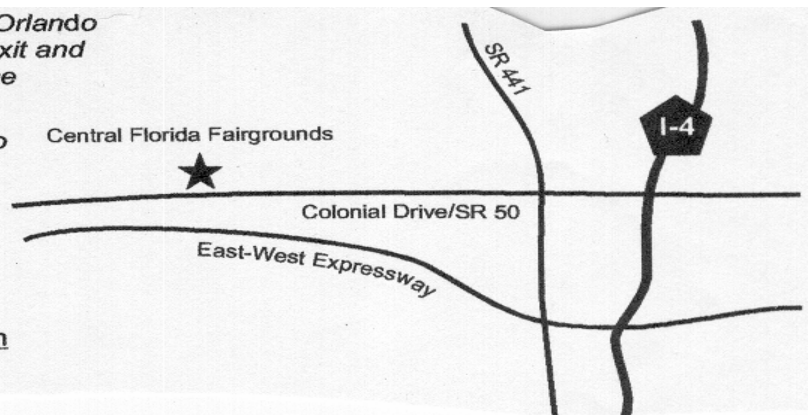 Orlando
xit and
e
Central Florida Fairgrounds
SR 441
I-4
Colonial Drive/SR 50
East-West Expressway